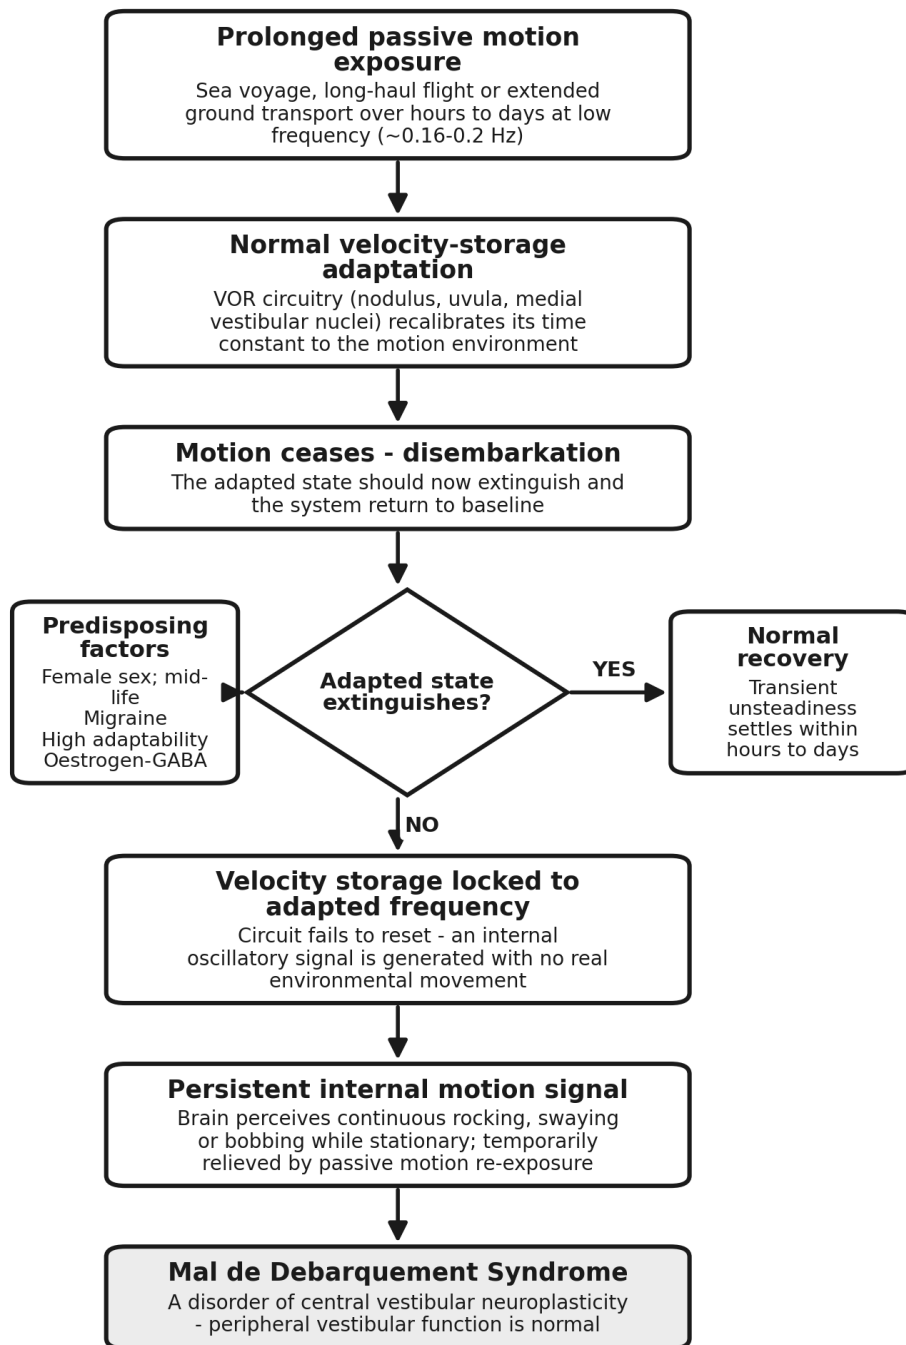 Prolonged passive motion
exposure
Sea voyage, long-haul flight or extended
ground transport over hours to days at low
frequency (~0.16-0.2 Hz)
Normal velocity-storage
adaptation
VOR circuitry (nodulus, uvula, medial
vestibular nuclei) recalibrates its time
constant to the motion environment
Motion ceases - disembarkation
The adapted state should now extinguish and
the system return to baseline
Predisposing
factors
Female sex; mid-
life
Migraine
High adaptability
Oestrogen-GABA
Adapted state
extinguishes?
YES
Normal
recovery
Transient
unsteadiness
settles within
hours to days
NO
Velocity storage locked to
adapted frequency
Circuit fails to reset - an internal
oscillatory signal is generated with no real
environmental movement
Persistent internal motion signal
Brain perceives continuous rocking, swaying
or bobbing while stationary; temporarily
relieved by passive motion re-exposure
Mal de Debarquement Syndrome
A disorder of central vestibular neuroplasticity
- peripheral vestibular function is normal